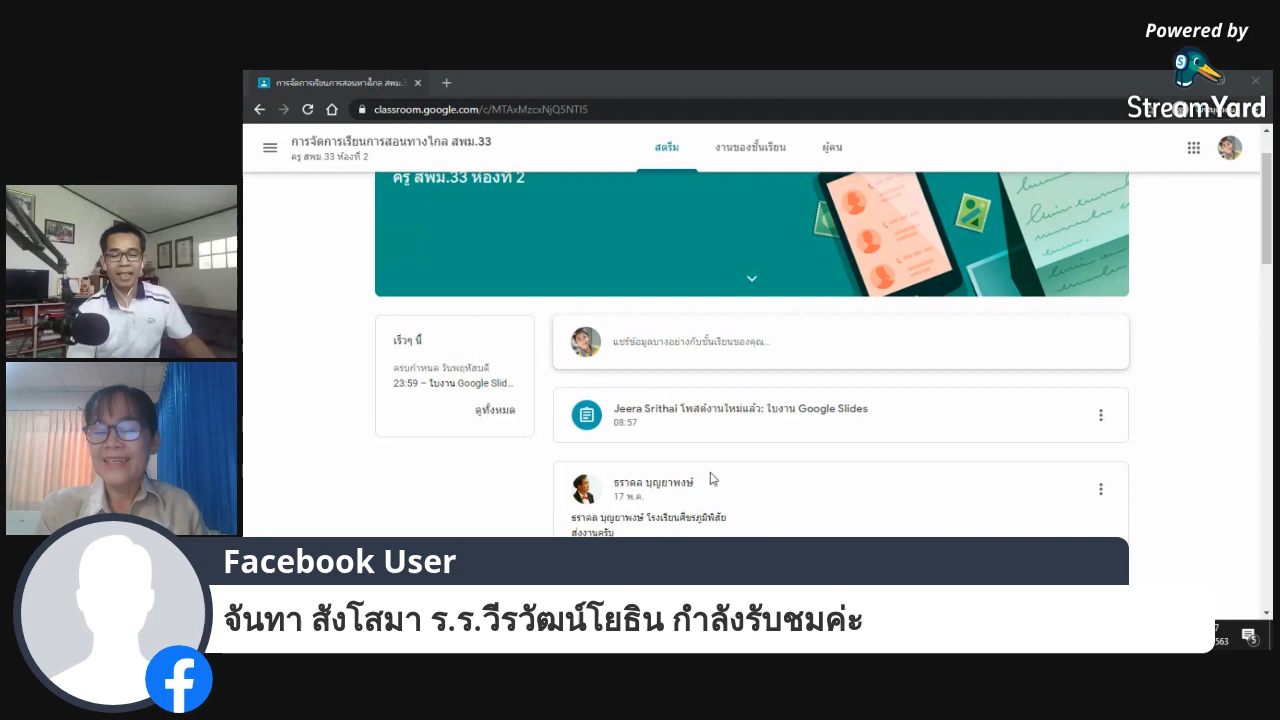 Powered by
StreamYard
การจัดการเรียนการสอนทางไกล สพม.3
classroom.google.com/c/MTAxMzcxNjQ5NTI5
การจัดการเรียนการสอนทางไกล สพม.33
ครู สพม.33 ห้องที่ 2
สตรีม
งานของชั้นเรียน
ผู้คน
ครู สพม.33 ห้องที่ 2
เร็วๆ นี้
ครบกำหนด วันพฤหัสบดี
23:59 – ใบงาน Google Slid...
ดูทั้งหมด
แชร์ข้อมูลบางอย่างกับชั้นเรียนของคุณ...
Jeera Srithai โพสต์งานใหม่แล้ว: ใบงาน Google Slides
08:57
ธราดล บุญยาพงษ์
17 พ.ค.
ธราดล บุญยาพงษ์ โรงเรียนศีขรภูมิพิสัย
ส่งงานครับ
Facebook User
จันทา สังโสมา ร.ร.วีรวัฒน์โยธิน กำลังรับชมค่ะ
7
563
5